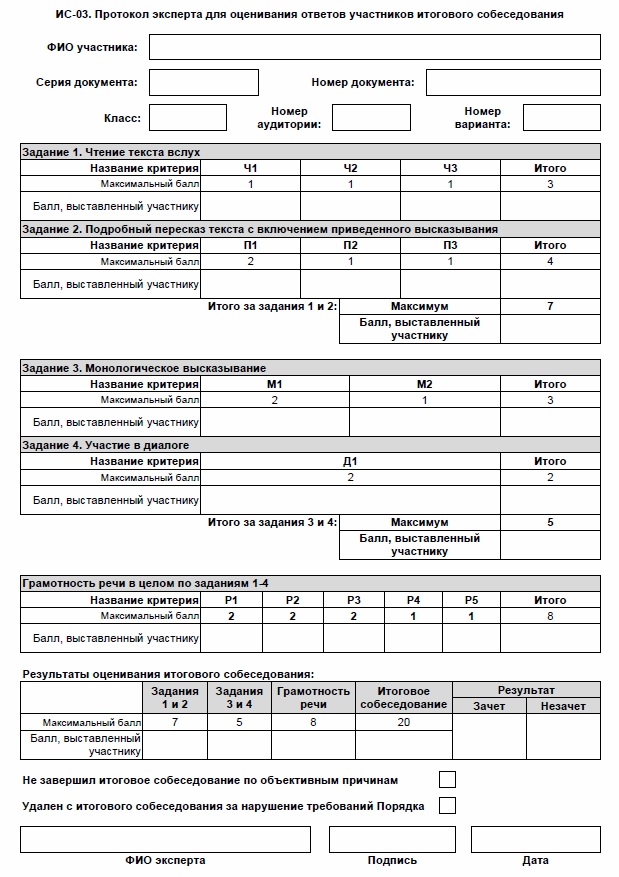 ИС-03. Протокол эксперта для оценивания ответов участников итогового собеседования
ФИО участника:
Серия документа: Номер документа:
Класс: Номер аудитории: Номер варианта:
Задание 1. Чтение текста вслух
Название критерия Ч1 Ч2 Ч3 Итого
Максимальный балл 1 1 1 3
Балл, выставленный участнику
Задание 2. Подробный пересказ текста с включением приведенного высказывания
Название критерия П1 П2 П3 Итого
Максимальный балл 2 1 1 4
Балл, выставленный участнику
Итого за задания 1 и 2: Максимум 7
Балл, выставленный
участнику
Задание 3. Монологическое высказывание
Название критерия М1 М2 Итого
Максимальный балл 2 1 3
Балл, выставленный участнику
Задание 4. Участие в диалоге
Название критерия Д1 Итого
Максимальный балл 2 2
Балл, выставленный участнику
Итого за задания 3 и 4: Максимум 5
Балл, выставленный
участнику
Грамотность речи в целом по заданиям 1-4
Название критерия Р1 Р2 Р3 Р4 Р5 Итого
Максимальный балл 2 2 2 1 1 8
Балл, выставленный участнику
Результаты оценивания итогового собеседования:
Задания 1 и 2 Задания 3 и 4 Грамотность речи Итоговое собеседование Результат
Зачет Незачет
Максимальный балл 7 5 8 20
Балл, выставленный
участнику
Не завершил итоговое собеседование по объективным причинам
Удален с итогового собеседования за нарушение требований Порядка
ФИО эксперта Подпись Дата